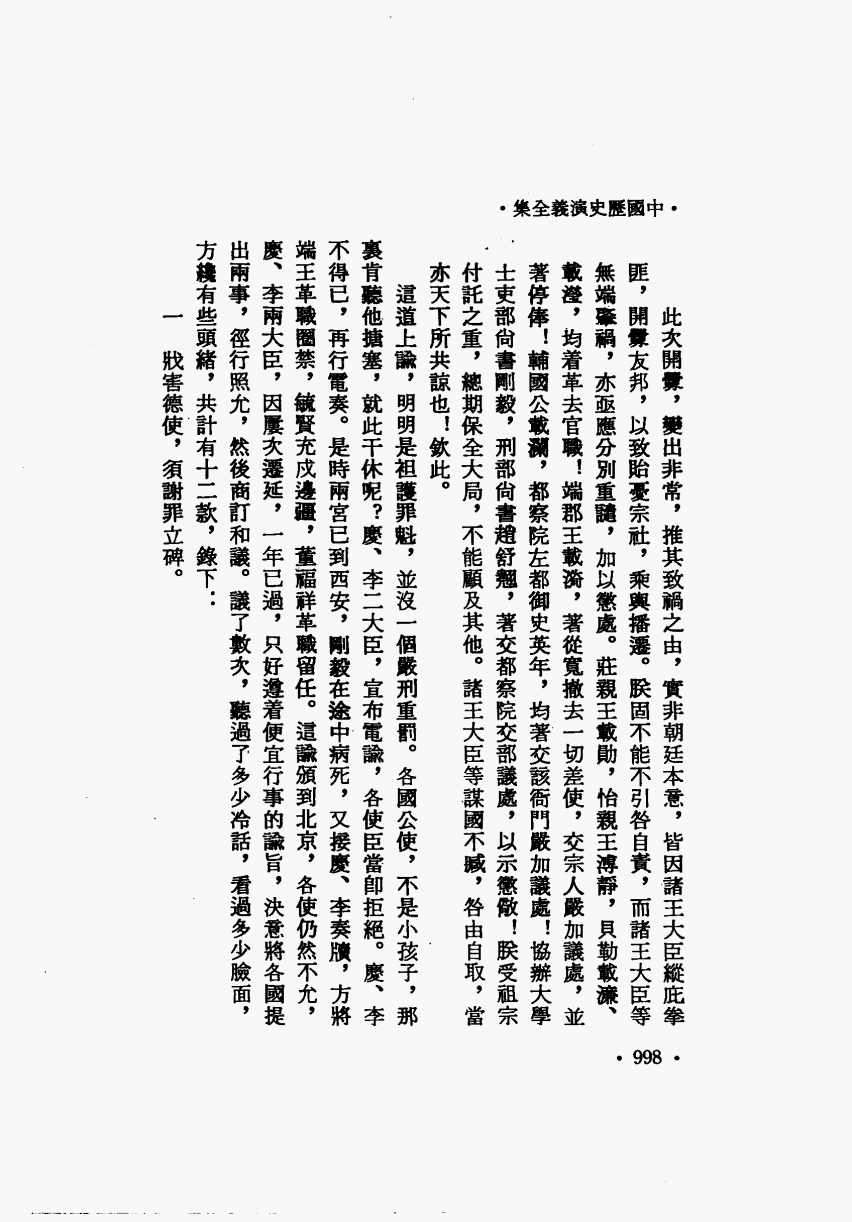 ·中國歷史演義全集·
此次開釁，變出非常，推其致禍之由，實非朝廷本意，皆因諸王大臣縱庇拳
匪，開釁友邦，以致貽憂宗社，乘輿播遷。朕固不能不引咎自責，而諸王大臣等
無端肇禍，亦亟應分別重譴，加以懲處。莊親王載勛，怡親王溥靜，貝勒載濂、
載瀅，均着革去官職！端郡王載漪，著從寬撤去一切差使，交宗人嚴加議處，並
著停俸！輔國公載瀾，都察院左都御史英年，均著交該衙門嚴加議處！協辦大學
士吏部尚書剛毅，刑部尚書趙舒翹，著交都察院交部議處，以示懲儆！朕受祖宗
付託之重，總期保全大局，不能顧及其他。諸王大臣等謀國不臧，咎由自取，當
亦天下所共諒也！欽此。
這道上諭，明明是袒護罪魁，並沒一個嚴刑重罰。各國公使，不是小孩子，那
裏肯聽他搪塞，就此干休呢？慶、李二大臣，宣布電諭，各使臣當卽拒絕。慶、李
不得已，再行電奏。是時兩宮已到西安，剛毅在途中病死，又接慶、李奏牘，方將
端王革職圈禁，毓賢充戍邊疆，董福祥革職留任。這諭頒到北京，各使仍然不允，
慶、李兩大臣，因屢次遷延，一年已過，只好遵着便宜行事的諭旨，決意將各國提
出兩事，徑行照允，然後商訂和議。議了數次，聽過了多少冷話，看過多少臉面，
方纔有些頭緒，共計有十二款，錄下：
一　戕害德使，須謝罪立碑。
·998·